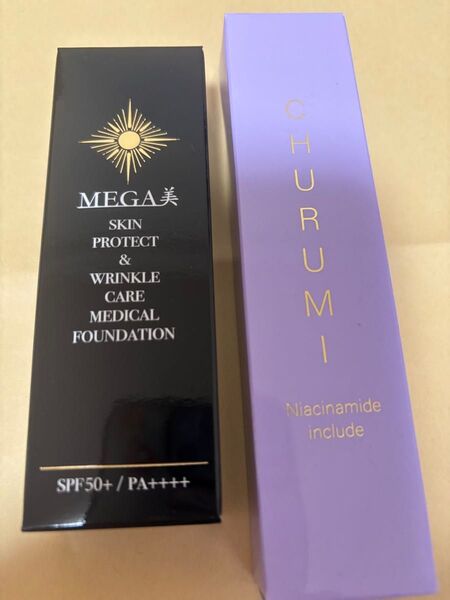 MEGA美
SKIN
PROTECT
&
WRINKLE
CARE
MEDICAL
FOUNDATION
SPF50+ / PA++++
CHURUMI
Niacinamide
include